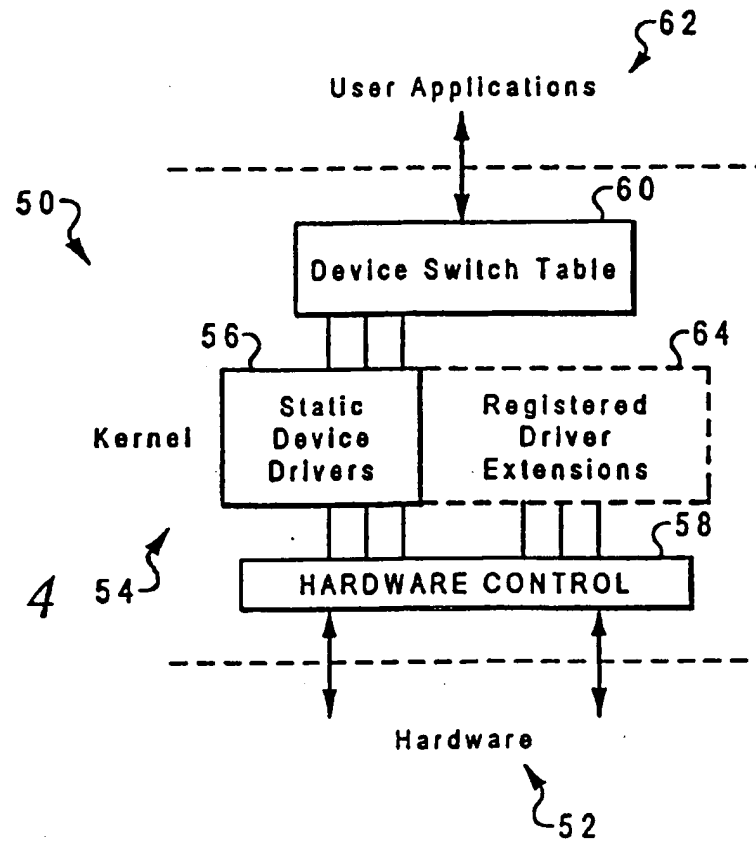 62
User Applications
50
60
Device Switch Table
56
64
Static
Device
Drivers
Registered
Driver
Extensions
Kernel
58
HARDWARE CONTROL
4
54
Hardware
52